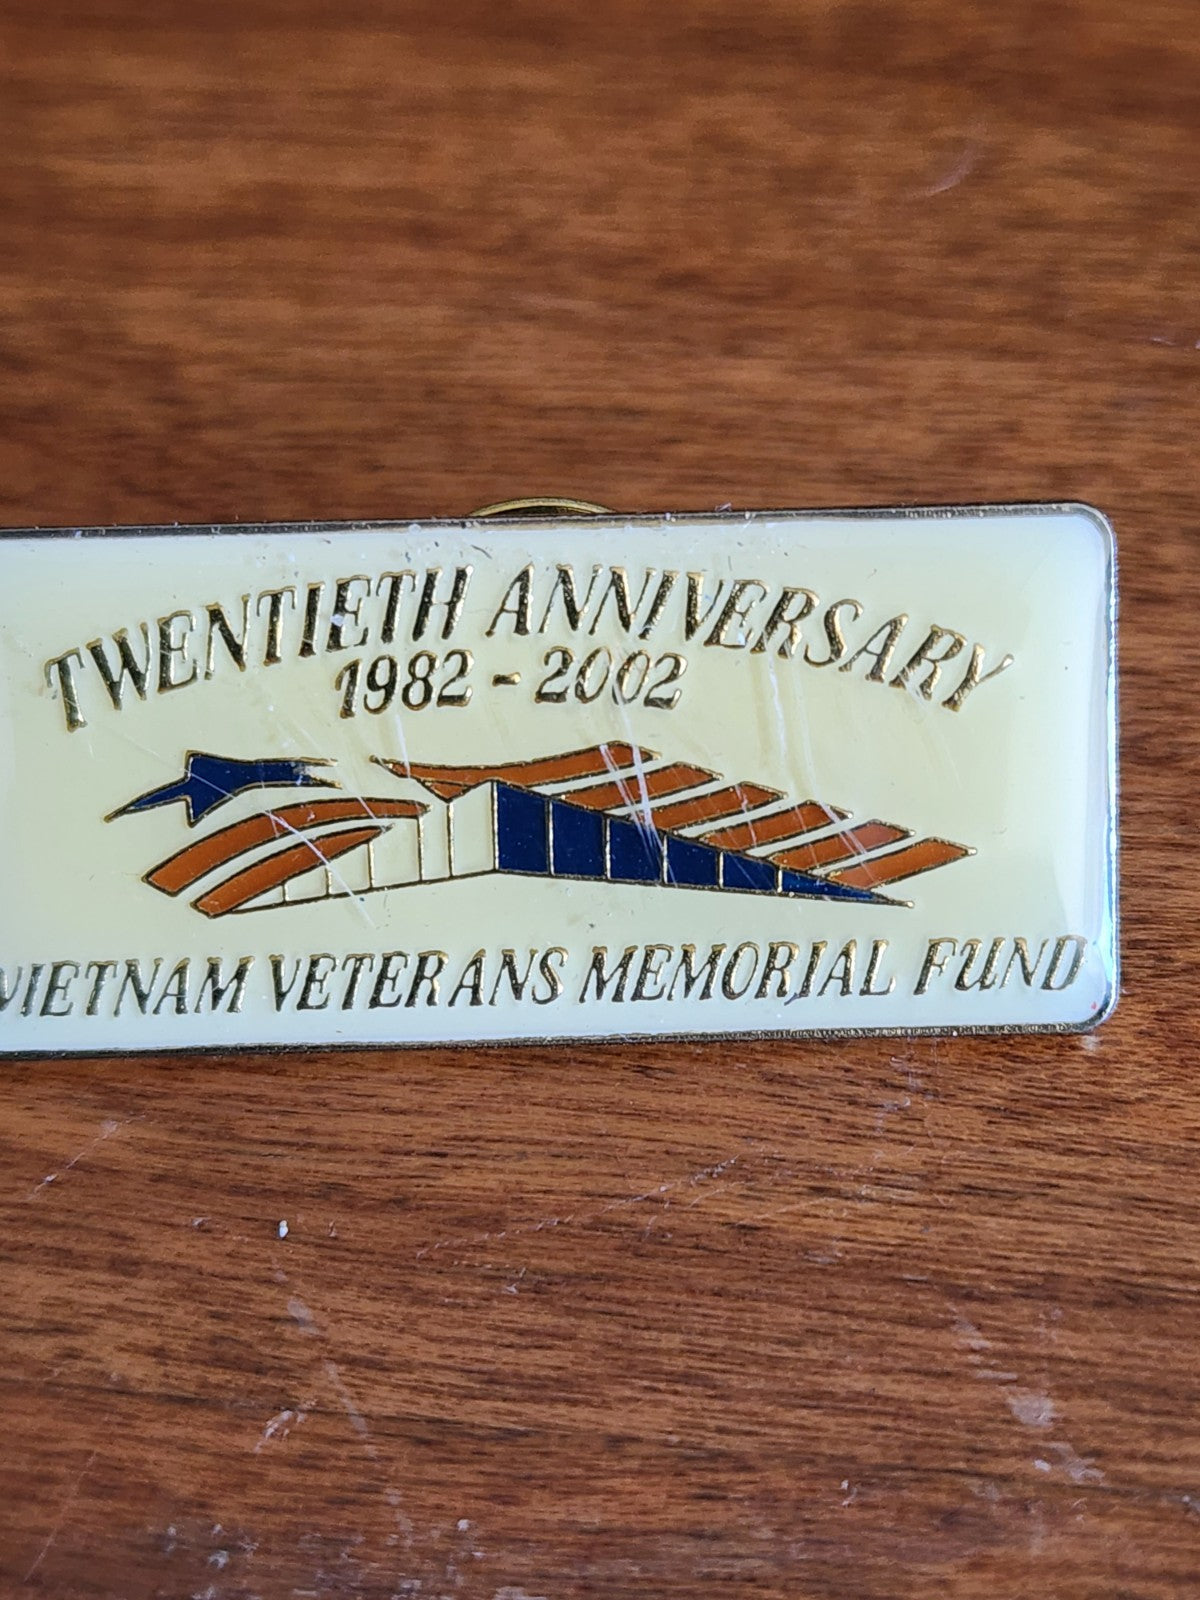 TWENTIETH ANNIVERSARY
1982 - 2002
VIETNAM VETERANS MEMORIAL FUND